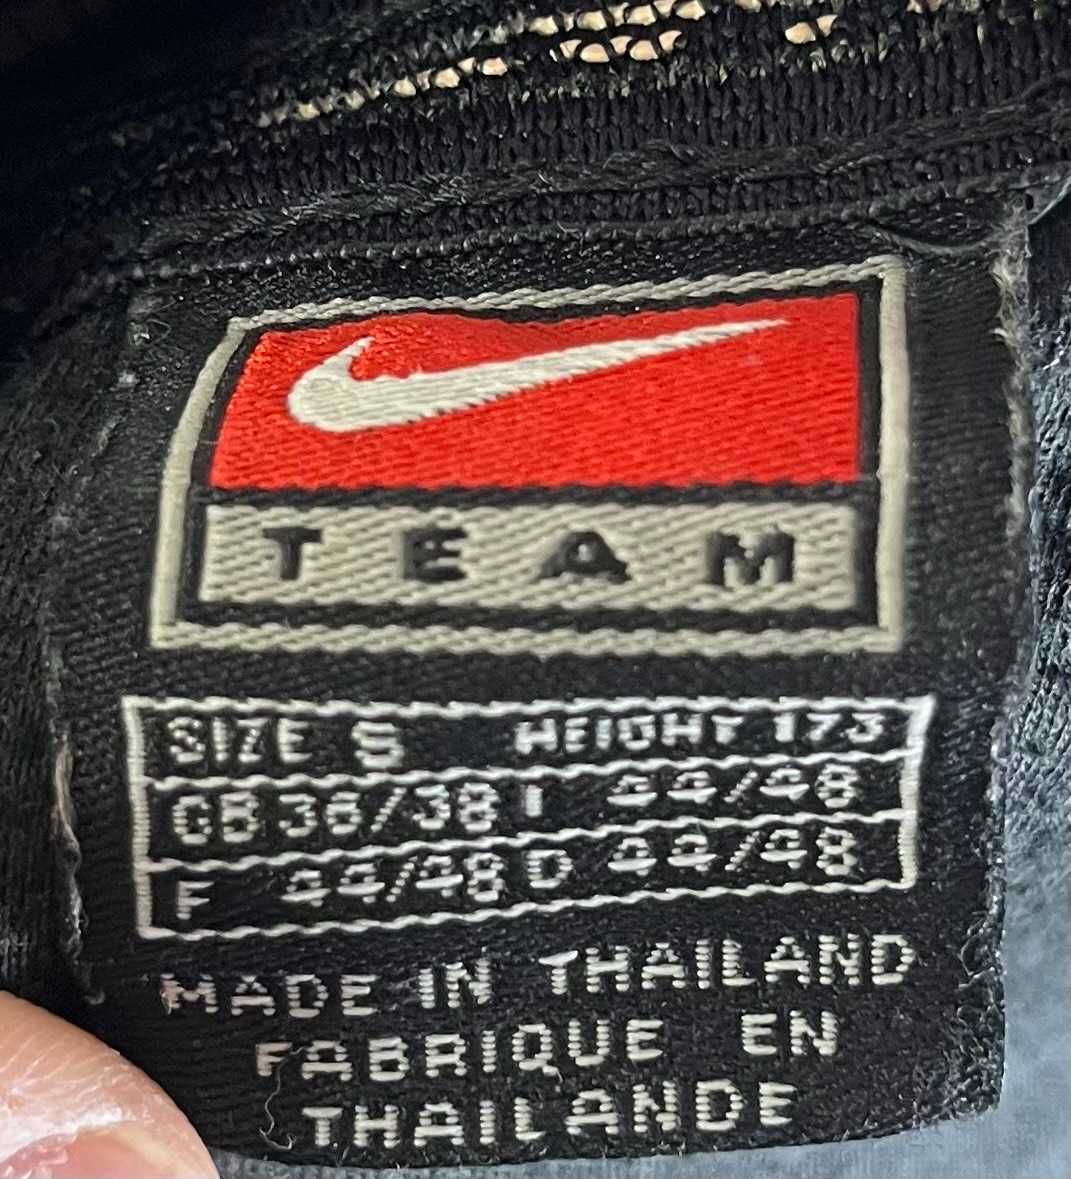 TEAM
SIZE S HEIGHT 173
GB 36/38 I 44/48
F 44/48 D 44/48
MADE IN THAILAND
FABRIQUE EN
THAILANDE